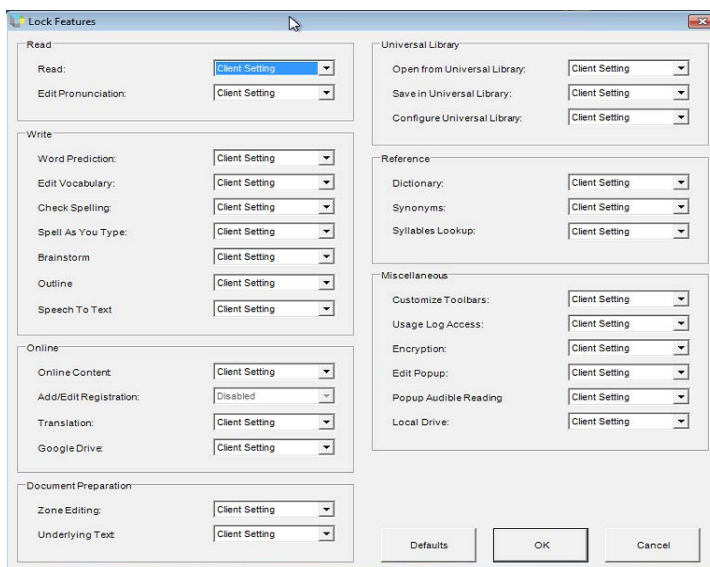 Lock Features
Read
Read: Client Setting
Edit Pronunciation: Client Setting
Write
Word Prediction: Client Setting
Edit Vocabulary: Client Setting
Check Spelling: Client Setting
Spell As You Type: Client Setting
Brainstorm Client Setting
Outline Client Setting
Speech To Text Client Setting
Online
Online Content Client Setting
Add/Edit Registration: Disabled
Translation: Client Setting
Google Drive: Client Setting
Document Preparation
Zone Editing: Client Setting
Underlying Text Client Setting
Universal Library
Open from Universal Library: Client Setting
Save in Universal Library: Client Setting
Configure Universal Library: Client Setting
Reference
Dictionary: Client Setting
Synonyms: Client Setting
Syllables Lookup: Client Setting
Miscellaneous
Customize Toolbars: Client Setting
Usage Log Access: Client Setting
Encryption: Client Setting
Edit Popup: Client Setting
Popup Audible Reading Client Setting
Local Drive: Client Setting
Defaults OK Cancel